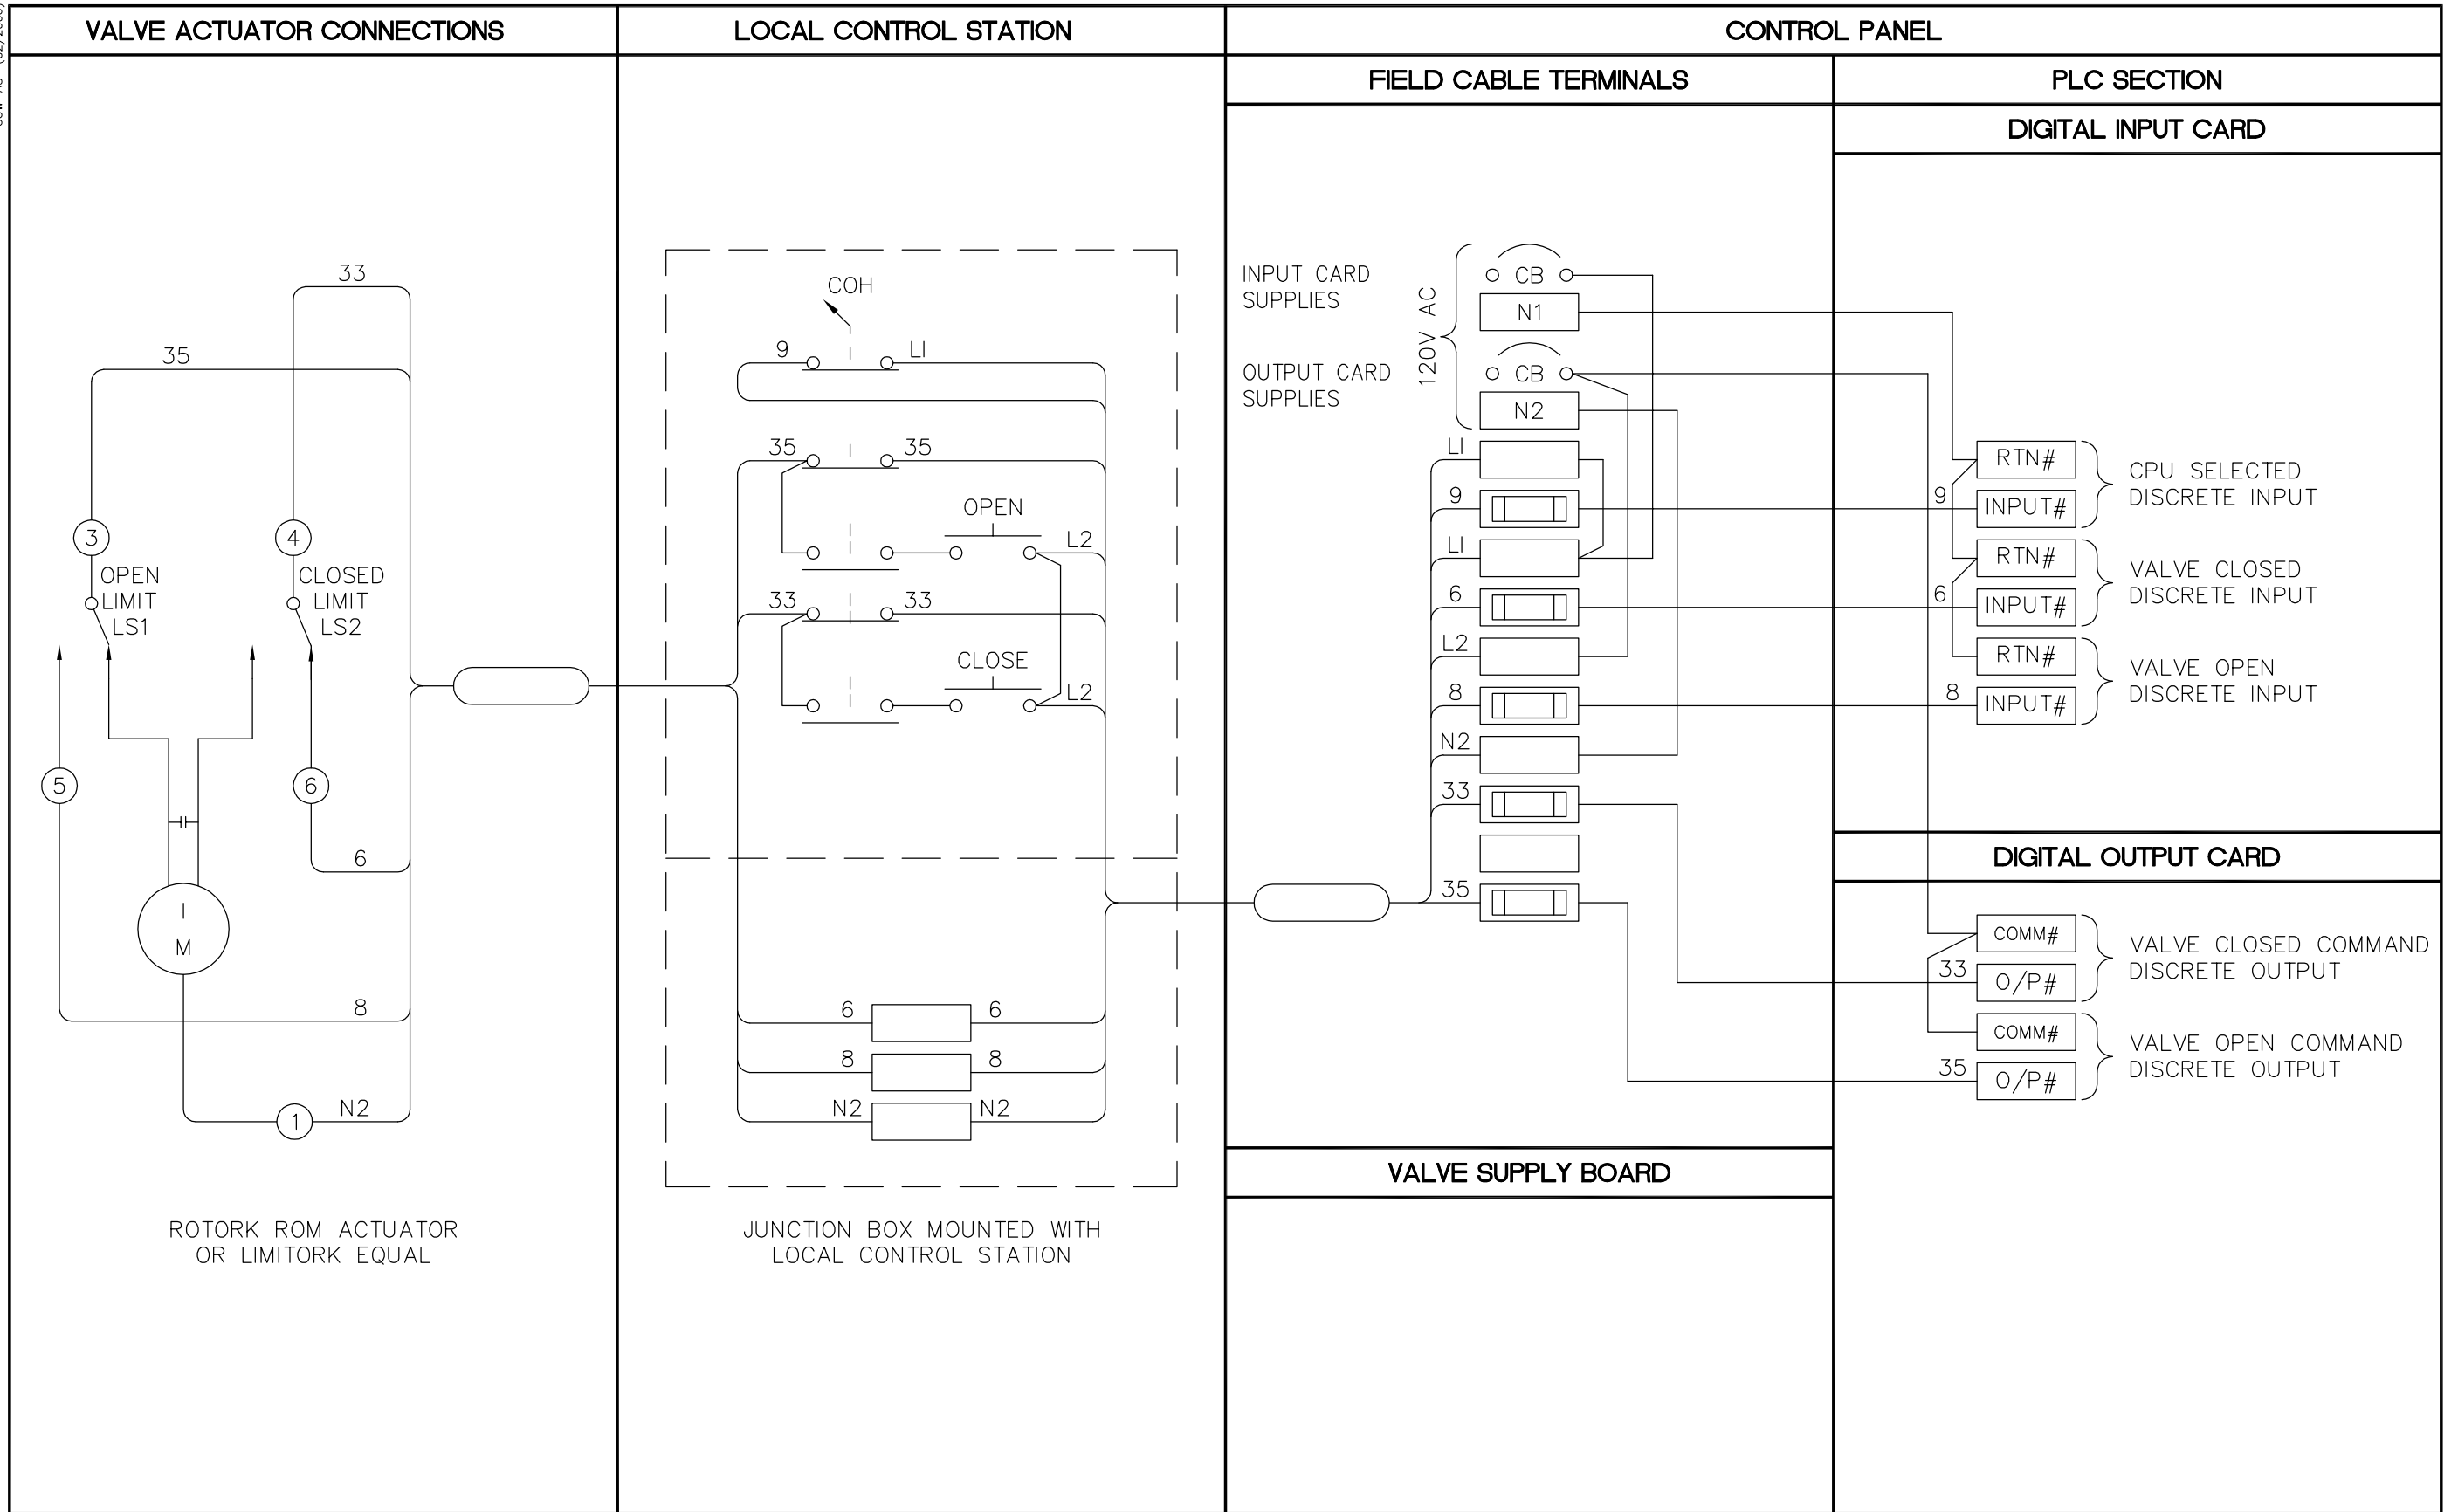 VALVE ACTUATOR CONNECTIONS
LOCAL CONTROL STATION
CONTROL PANEL
FIELD CABLE TERMINALS
PLC SECTION
DIGITAL INPUT CARD
33
35
3
4
OPEN
LIMIT
LS1
CLOSED
LIMIT
LS2
5
6
6
I
M
8
1
N2
ROTORK ROM ACTUATOR
OR LIMITORK EQUAL
COH
9
LI
35
35
OPEN
L2
33
33
CLOSE
L2
6
6
8
8
N2
N2
JUNCTION BOX MOUNTED WITH
LOCAL CONTROL STATION
INPUT CARD
SUPPLIES
OUTPUT CARD
SUPPLIES
120V AC
CB
N1
CB
N2
LI
9
LI
6
L2
8
N2
33
35
VALVE SUPPLY BOARD
RTN#
9
INPUT#
CPU SELECTED
DISCRETE INPUT
RTN#
6
INPUT#
VALVE CLOSED
DISCRETE INPUT
RTN#
8
INPUT#
VALVE OPEN
DISCRETE INPUT
DIGITAL OUTPUT CARD
COMM#
33
O/P#
VALVE CLOSED COMMAND
DISCRETE OUTPUT
COMM#
35
O/P#
VALVE OPEN COMMAND
DISCRETE OUTPUT